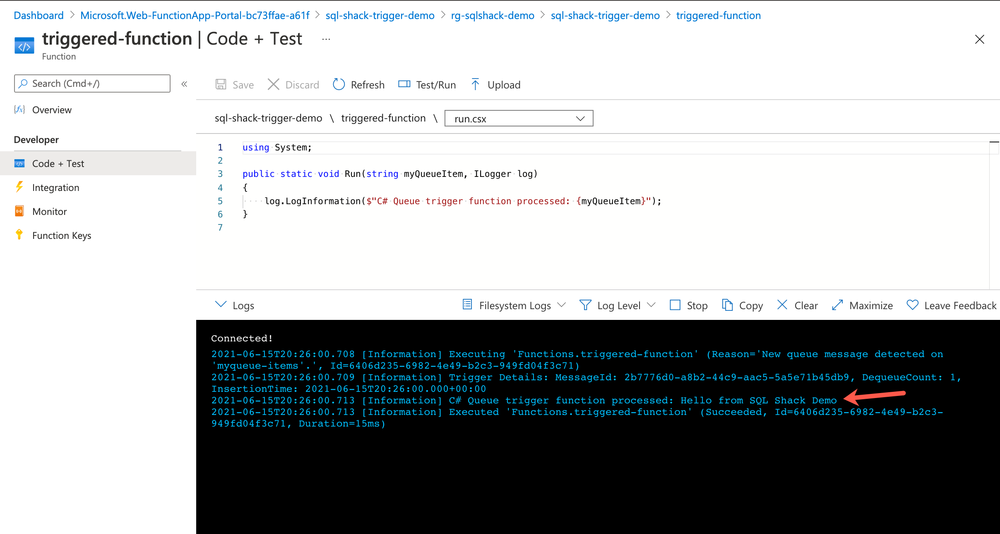 Dashboard > Microsoft.Web-FunctionApp-Portal-bc73ffae-a61f > sql-shack-trigger-demo > rg-sqlshack-demo > sql-shack-trigger-demo > triggered-function
triggered-function | Code + Test ...
Function
Search (Cmd+/) «
Save Discard Refresh Test/Run Upload
Overview
Developer
Code + Test
Integration
Monitor
Function Keys
sql-shack-trigger-demo \ triggered-function \ run.csx
1 using System;
2
3 public static void Run(string myQueueItem, ILogger log)
4 {
5 log.LogInformation($"C# Queue trigger function processed: {myQueueItem}");
6 }
7
Logs Filesystem Logs Log Level Stop Copy Clear Maximize Leave Feedback
Connected!
2021-06-15T20:26:00.708 [Information] Executing 'Functions.triggered-function' (Reason='New queue message detected on
'myqueue-items'.', Id=6406d235-6982-4e49-b2c3-949fd04f3c71)
2021-06-15T20:26:00.709 [Information] Trigger Details: MessageId: 2b7776d0-a8b2-44c9-aac5-5a5e71b45db9, DequeueCount: 1,
InsertionTime: 2021-06-15T20:26:00.000+00:00
2021-06-15T20:26:00.713 [Information] C# Queue trigger function processed: Hello from SQL Shack Demo
2021-06-15T20:26:00.713 [Information] Executed 'Functions.triggered-function' (Succeeded, Id=6406d235-6982-4e49-b2c3-
949fd04f3c71, Duration=15ms)